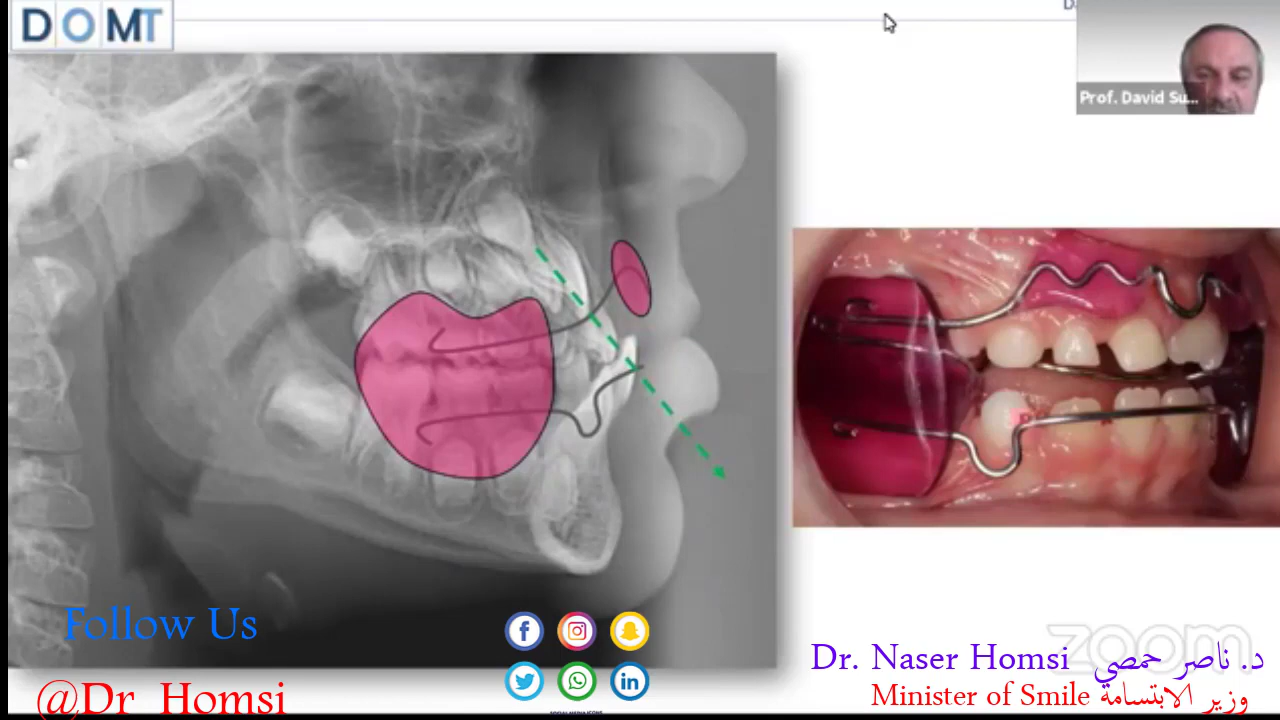 DOMT
Prof. David Su...
Follow Us
@Dr_Homsi
zoom
Dr. Naser Homsi د. ناصر حمصي
Minister of Smile وزير الابتسامة